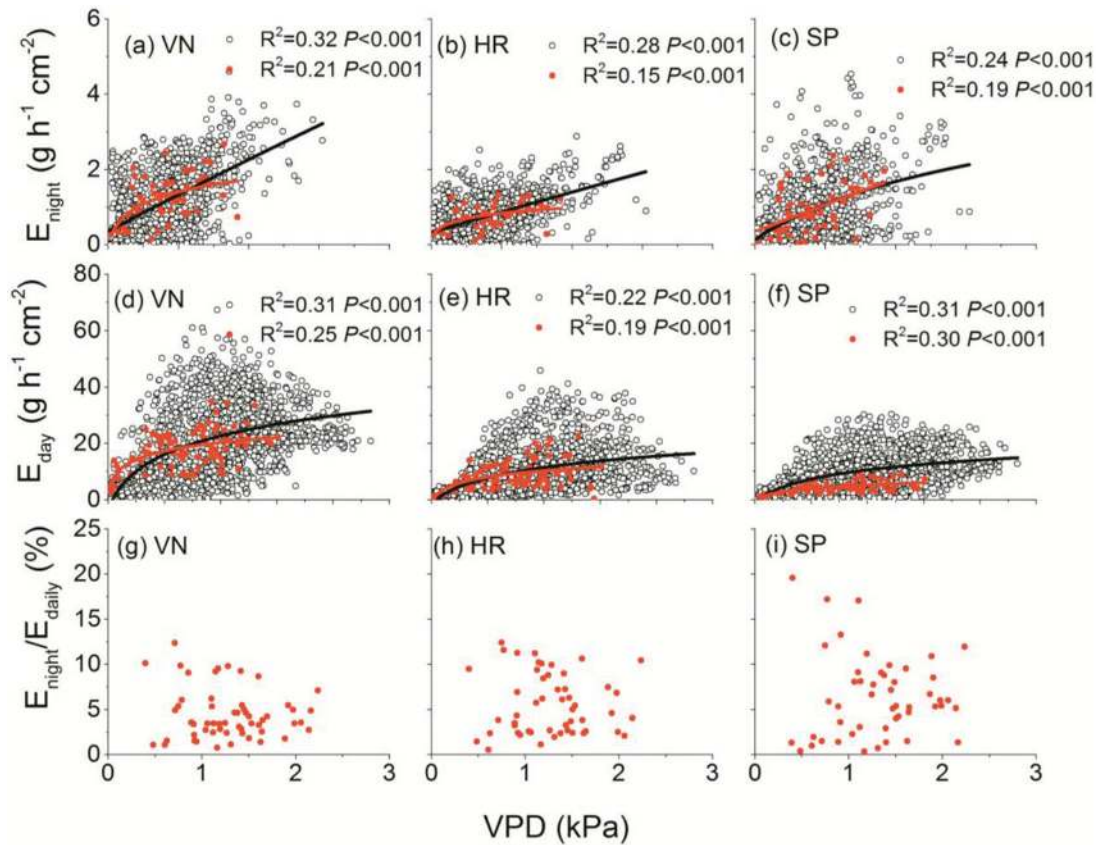 (a) VN
R²=0.32 P<0.001
R²=0.21 P<0.001
(b) HR
R²=0.28 P<0.001
R²=0.15 P<0.001
(c) SP
R²=0.24 P<0.001
R²=0.19 P<0.001
6
4
2
0
E_night (g h⁻¹ cm⁻²)
(d) VN
R²=0.31 P<0.001
R²=0.25 P<0.001
(e) HR
R²=0.22 P<0.001
R²=0.19 P<0.001
(f) SP
R²=0.31 P<0.001
R²=0.30 P<0.001
80
60
40
20
0
E_day (g h⁻¹ cm⁻²)
(g) VN
(h) HR
(i) SP
25
20
15
10
5
0
E_night/E_daily (%)
0 1 2 3
0 1 2 3
0 1 2 3
VPD (kPa)